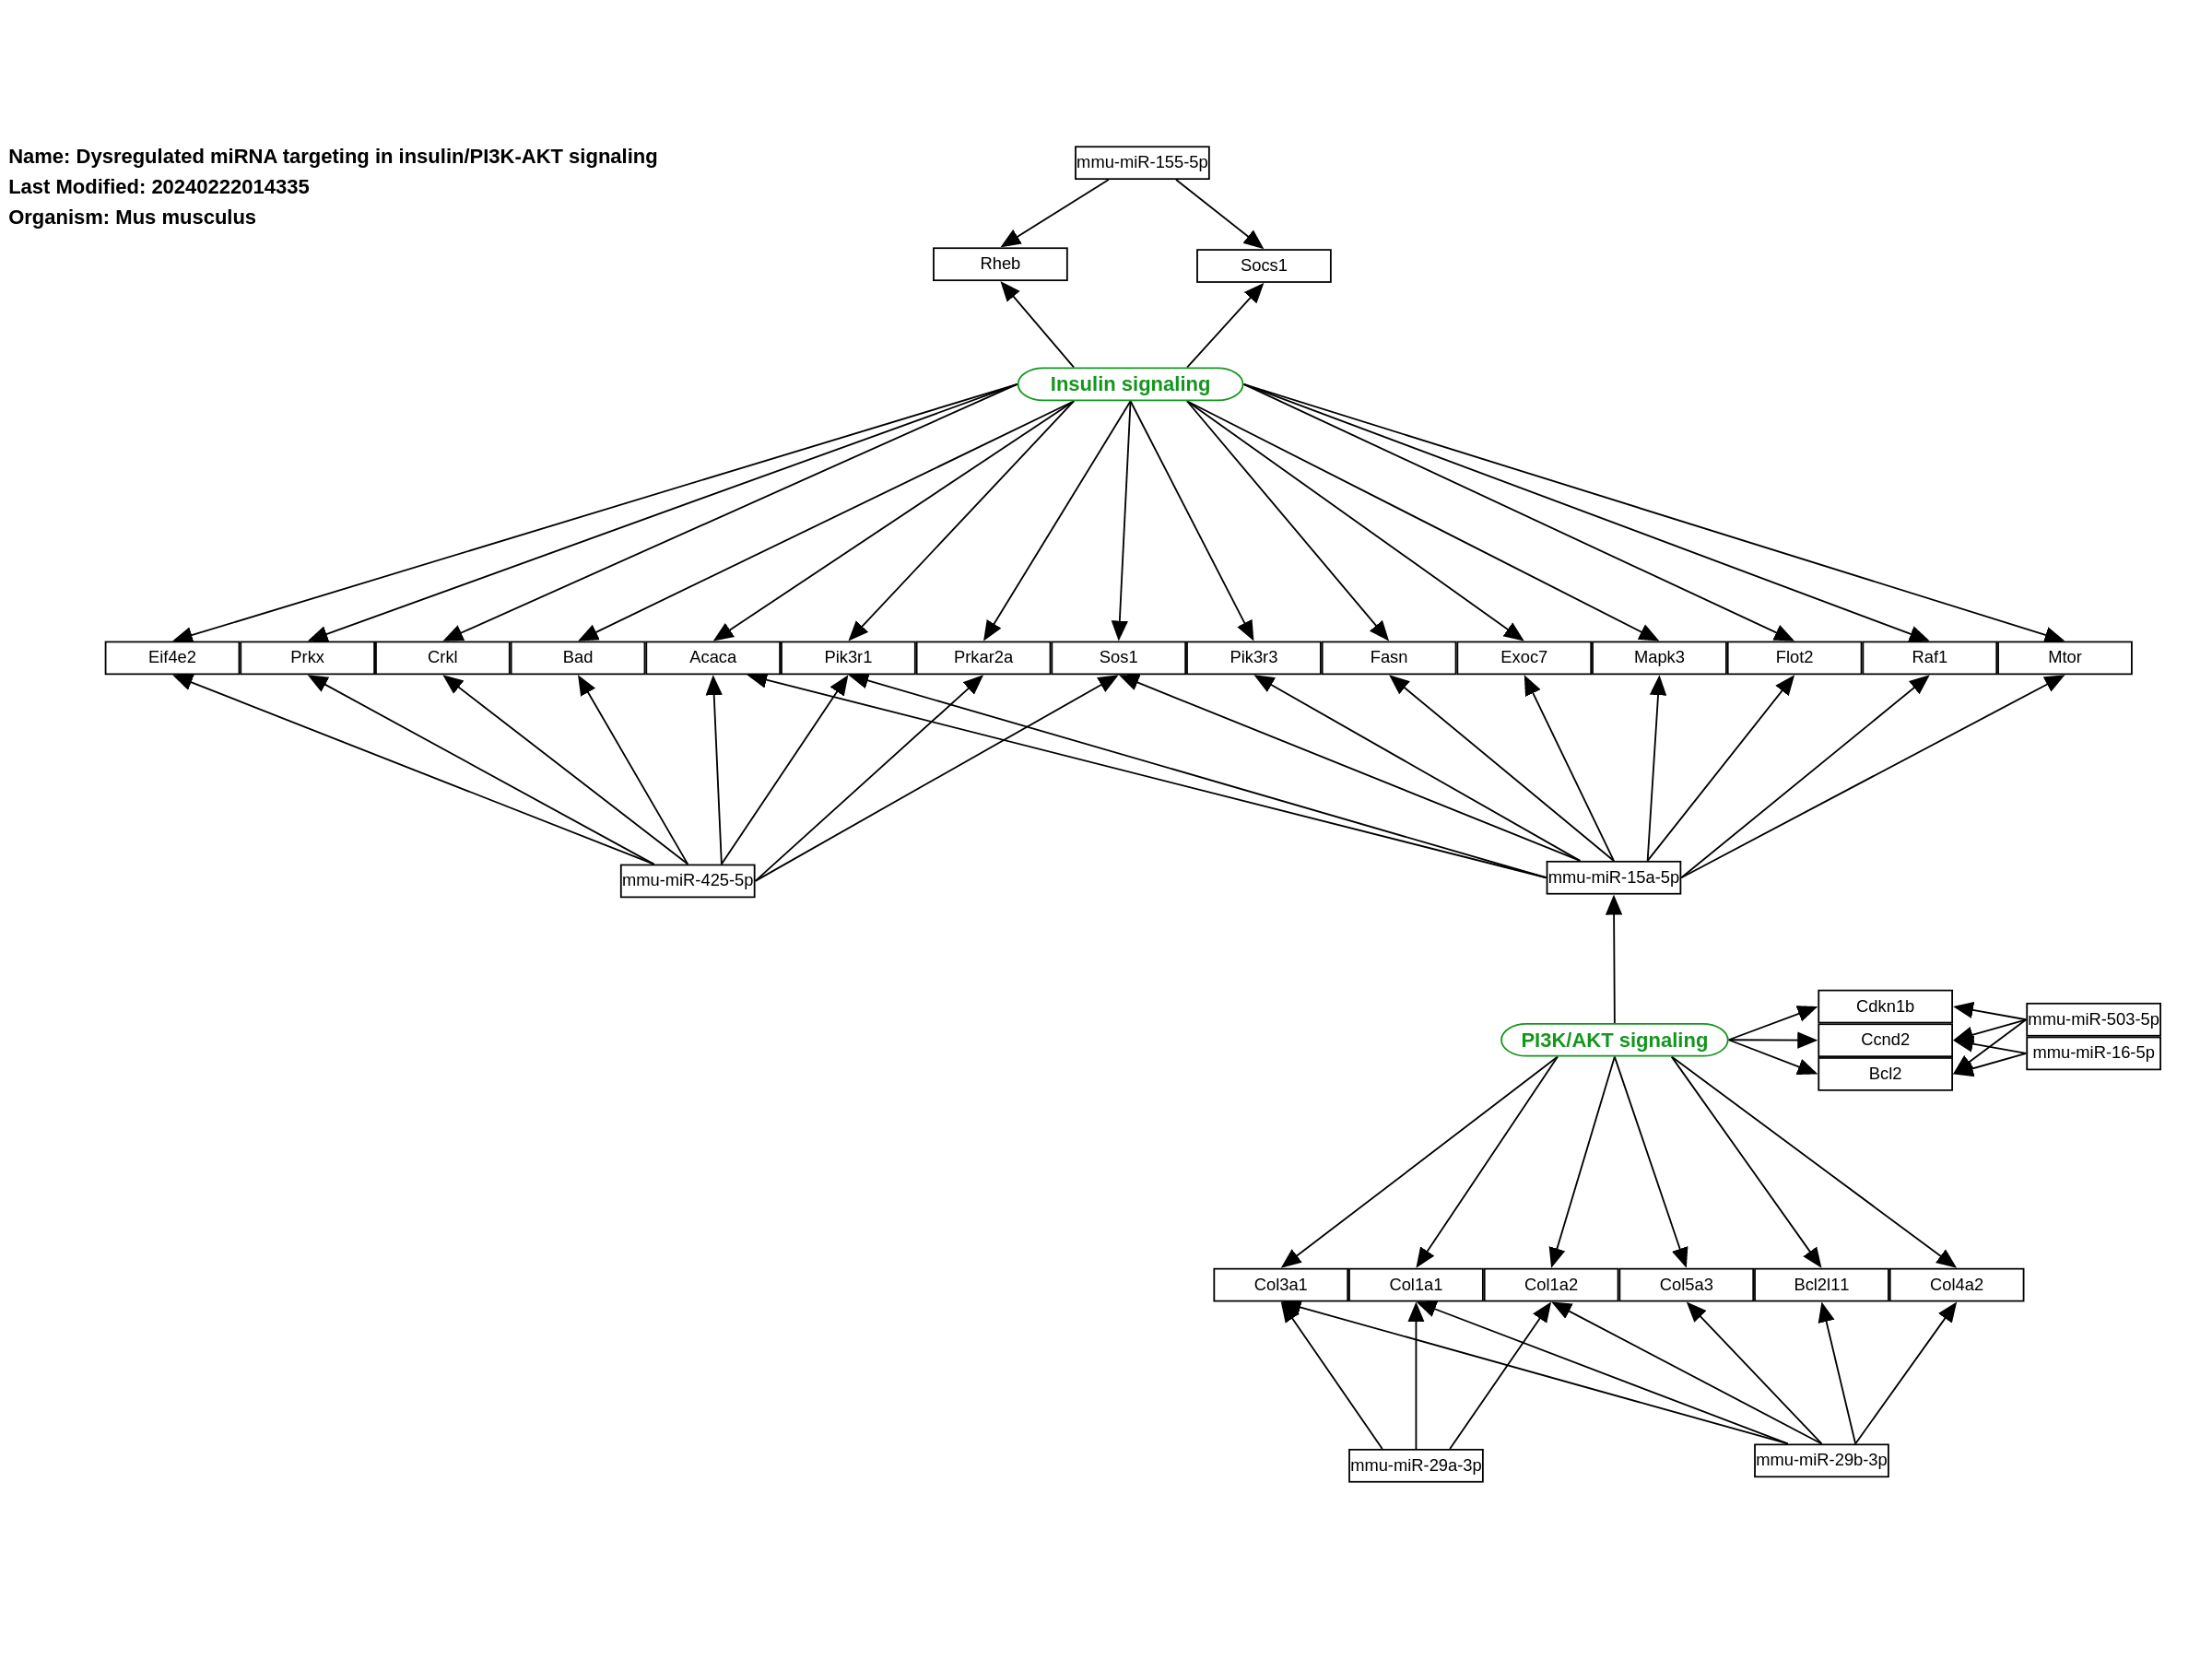 Name: Dysregulated miRNA targeting in insulin/PI3K-AKT signaling
Last Modified: 20240222014335
Organism: Mus musculus
mmu-miR-155-5p
Rheb
Socs1
Insulin signaling
Eif4e2
Prkx
Crkl
Bad
Acaca
Pik3r1
Prkar2a
Sos1
Pik3r3
Fasn
Exoc7
Mapk3
Flot2
Raf1
Mtor
mmu-miR-425-5p
mmu-miR-15a-5p
Cdkn1b
mmu-miR-503-5p
PI3K/AKT signaling
Ccnd2
mmu-miR-16-5p
Bcl2
Col3a1
Col1a1
Col1a2
Col5a3
Bcl2l11
Col4a2
mmu-miR-29a-3p
mmu-miR-29b-3p